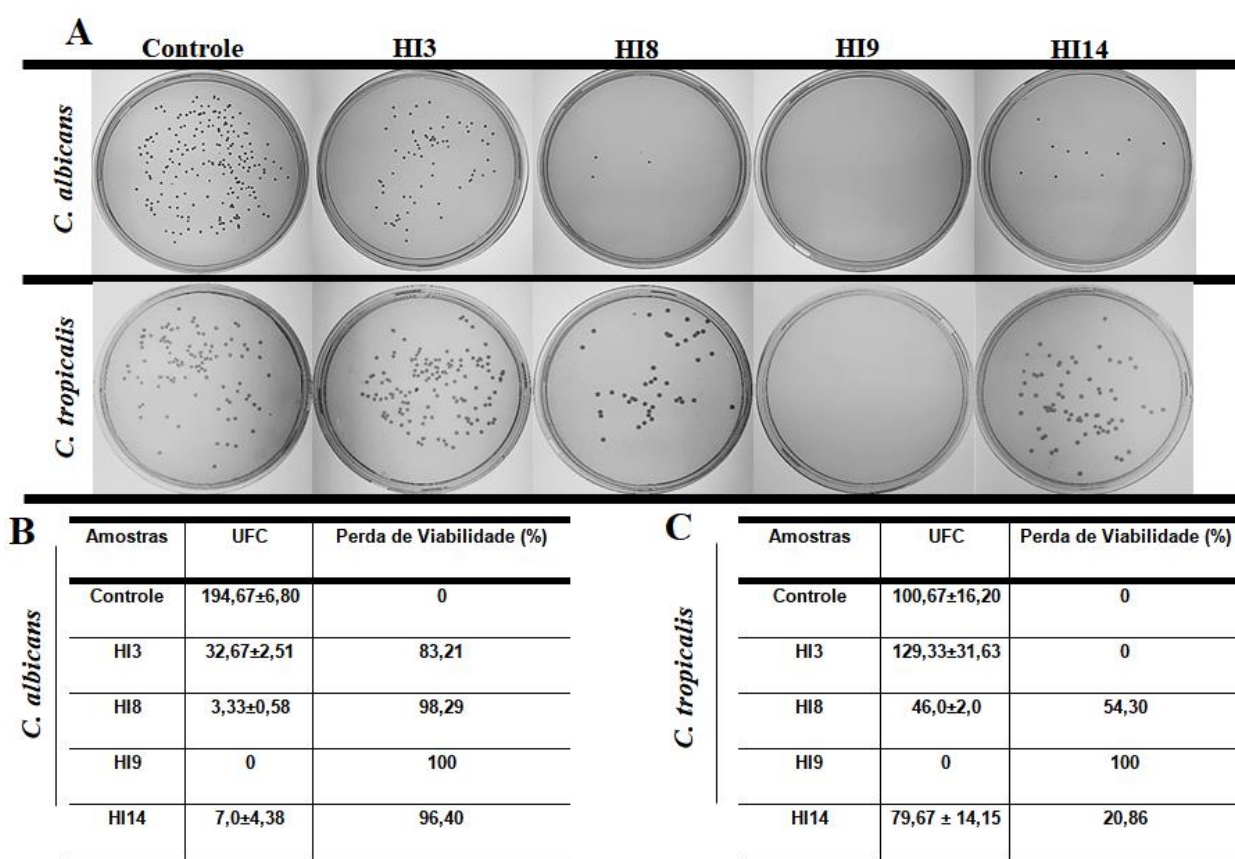 A
Controle HI3 HI8 HI9 HI14
C. albicans
C. tropicalis
B
C. albicans
Amostras UFC Perda de Viabilidade (%)
Controle 194,67±6,80 0
HI3 32,67±2,51 83,21
HI8 3,33±0,58 98,29
HI9 0 100
HI14 7,0±4,38 96,40
C
C. tropicalis
Amostras UFC Perda de Viabilidade (%)
Controle 100,67±16,20 0
HI3 129,33±31,63 0
HI8 46,0±2,0 54,30
HI9 0 100
HI14 79,67 ± 14,15 20,86